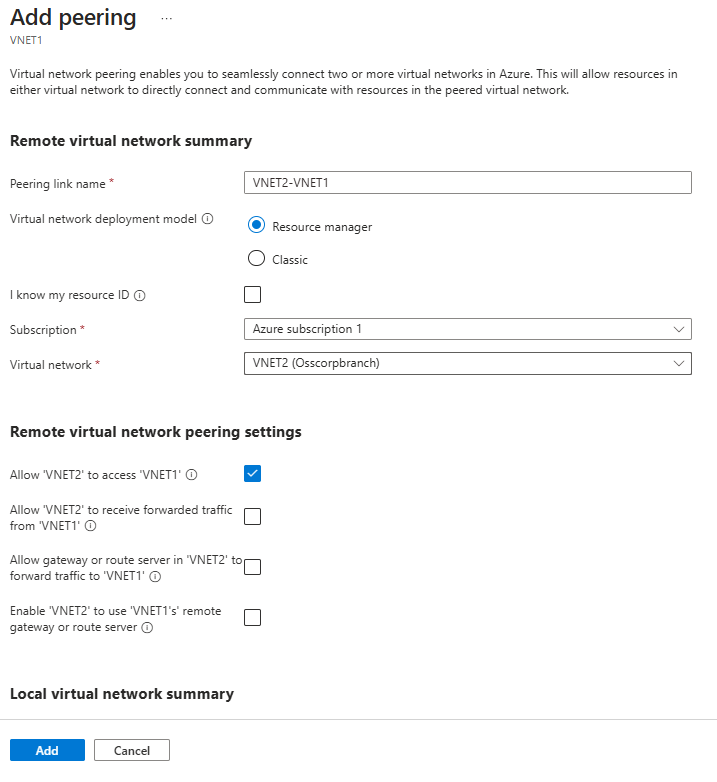 Add peering ...
VNET1
Virtual network peering enables you to seamlessly connect two or more virtual networks in Azure. This will allow resources in
either virtual network to directly connect and communicate with resources in the peered virtual network.
Remote virtual network summary
Peering link name *
VNET2-VNET1
Virtual network deployment model
Resource manager
Classic
I know my resource ID
Subscription *
Azure subscription 1
Virtual network *
VNET2 (Osscorpbranch)
Remote virtual network peering settings
Allow 'VNET2' to access 'VNET1'
Allow 'VNET2' to receive forwarded traffic
from 'VNET1'
Allow gateway or route server in 'VNET2' to
forward traffic to 'VNET1'
Enable 'VNET2' to use 'VNET1's' remote
gateway or route server
Local virtual network summary
Add
Cancel